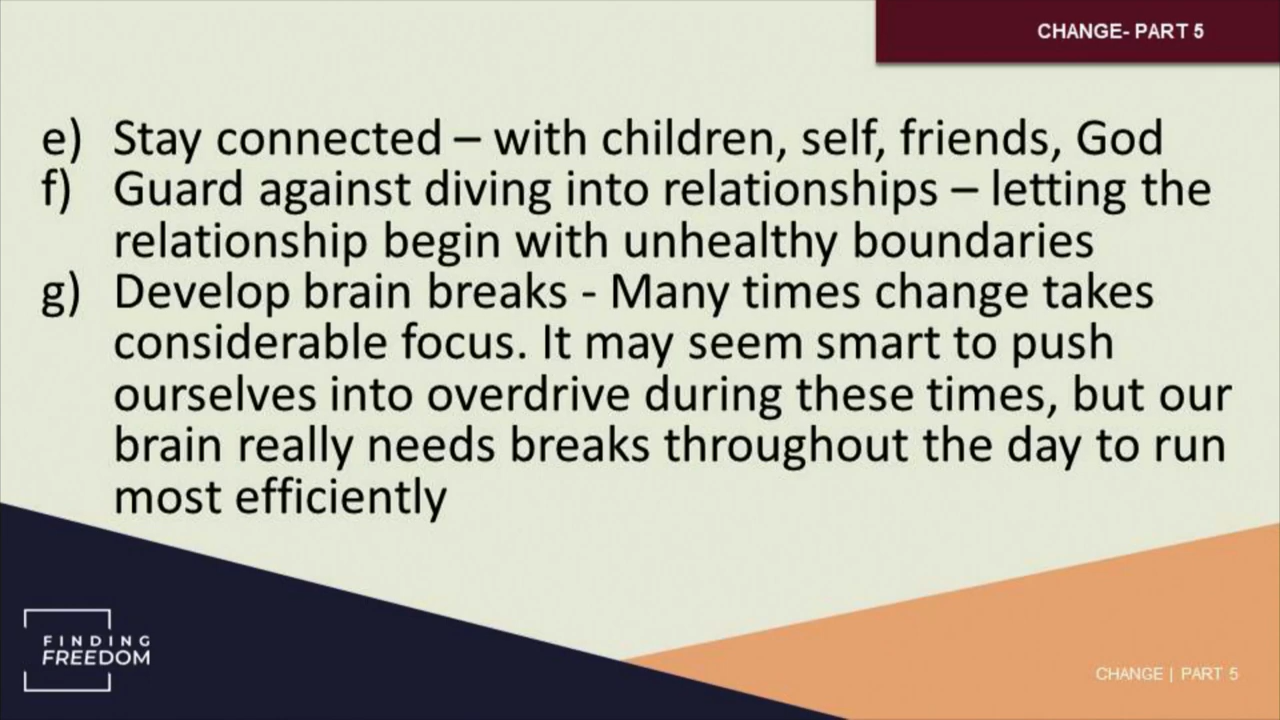 CHANGE- PART 5
e) Stay connected – with children, self, friends, God
f) Guard against diving into relationships – letting the
relationship begin with unhealthy boundaries
g) Develop brain breaks - Many times change takes
considerable focus. It may seem smart to push
ourselves into overdrive during these times, but our
brain really needs breaks throughout the day to run
most efficiently
FINDING
FREEDOM
CHANGE | PART 5